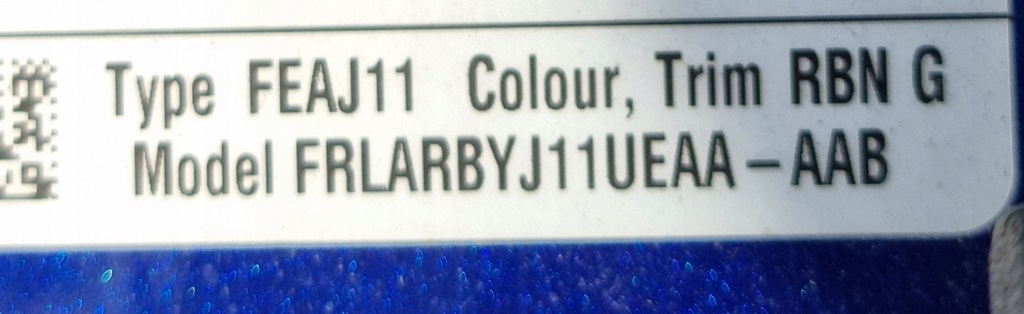 Type FEAJ11 Colour, Trim RBN G
Model FRLARBYJ11UEAA-AAB